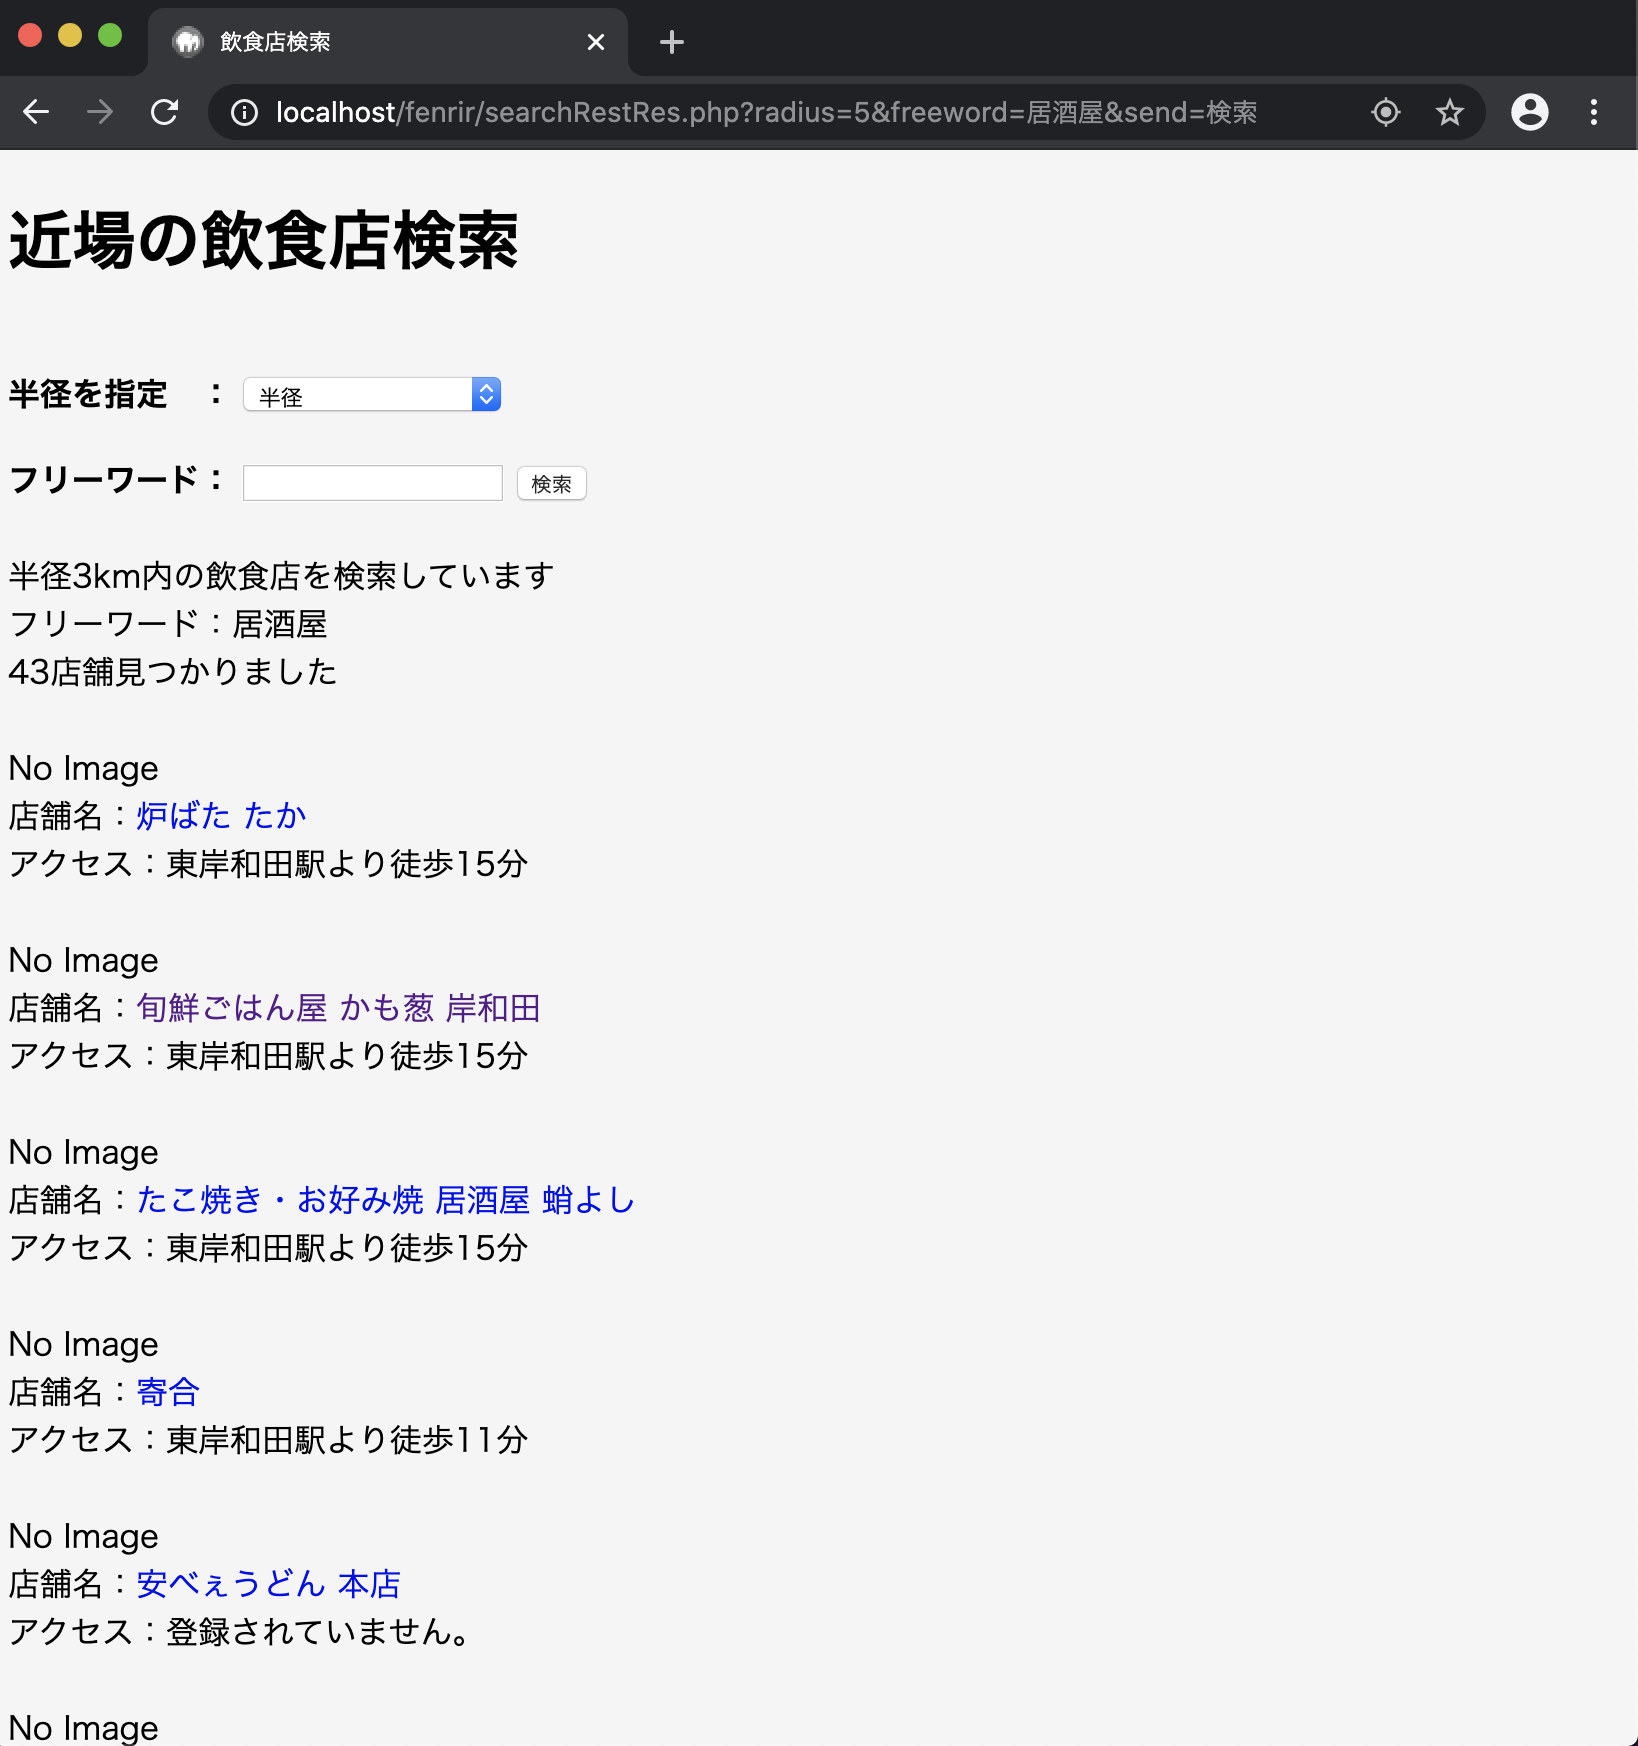 飲食店検索
localhost/fenrir/searchRestRes.php?radius=5&freeword=居酒屋&send=検索
近場の飲食店検索
半径を指定　： 半径
フリーワード： 検索
半径3km内の飲食店を検索しています
フリーワード：居酒屋
43店舗見つかりました
No Image
店舗名：炉ばた たか
アクセス：東岸和田駅より徒歩15分
No Image
店舗名：旬鮮ごはん屋 かも葱 岸和田
アクセス：東岸和田駅より徒歩15分
No Image
店舗名：たこ焼き・お好み焼 居酒屋 蛸よし
アクセス：東岸和田駅より徒歩15分
No Image
店舗名：寄合
アクセス：東岸和田駅より徒歩11分
No Image
店舗名：安べぇうどん 本店
アクセス：登録されていません。
No Image